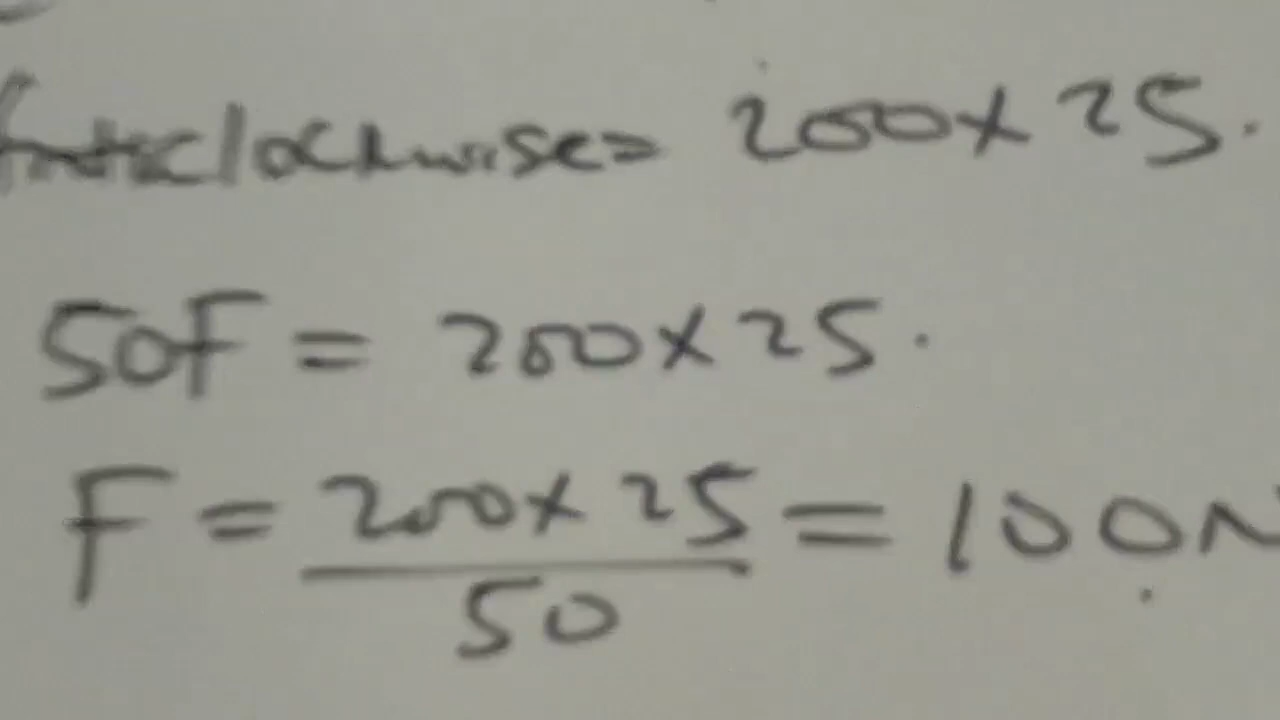 Anticlockwise = 200 x 25.
50F = 200 x 25.
F = 200 x 25 / 50 = 100N